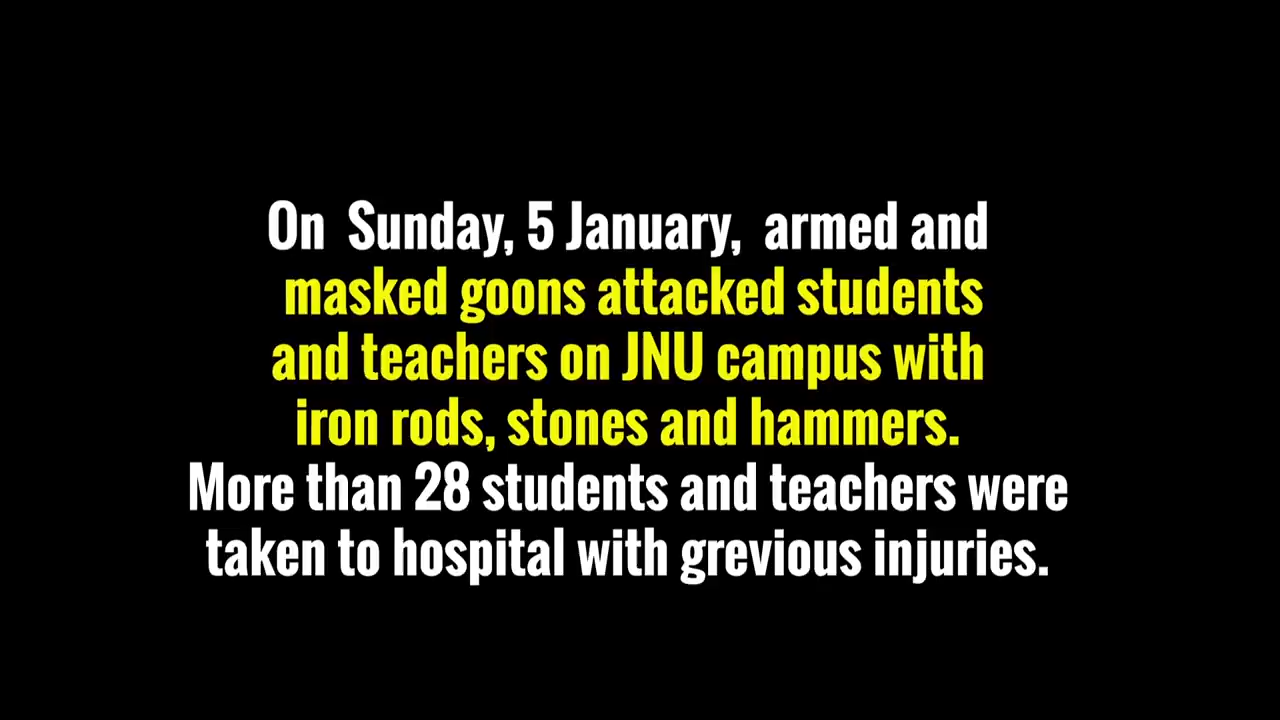 On Sunday, 5 January, armed and
masked goons attacked students
and teachers on JNU campus with
iron rods, stones and hammers.
More than 28 students and teachers were
taken to hospital with grevious injuries.